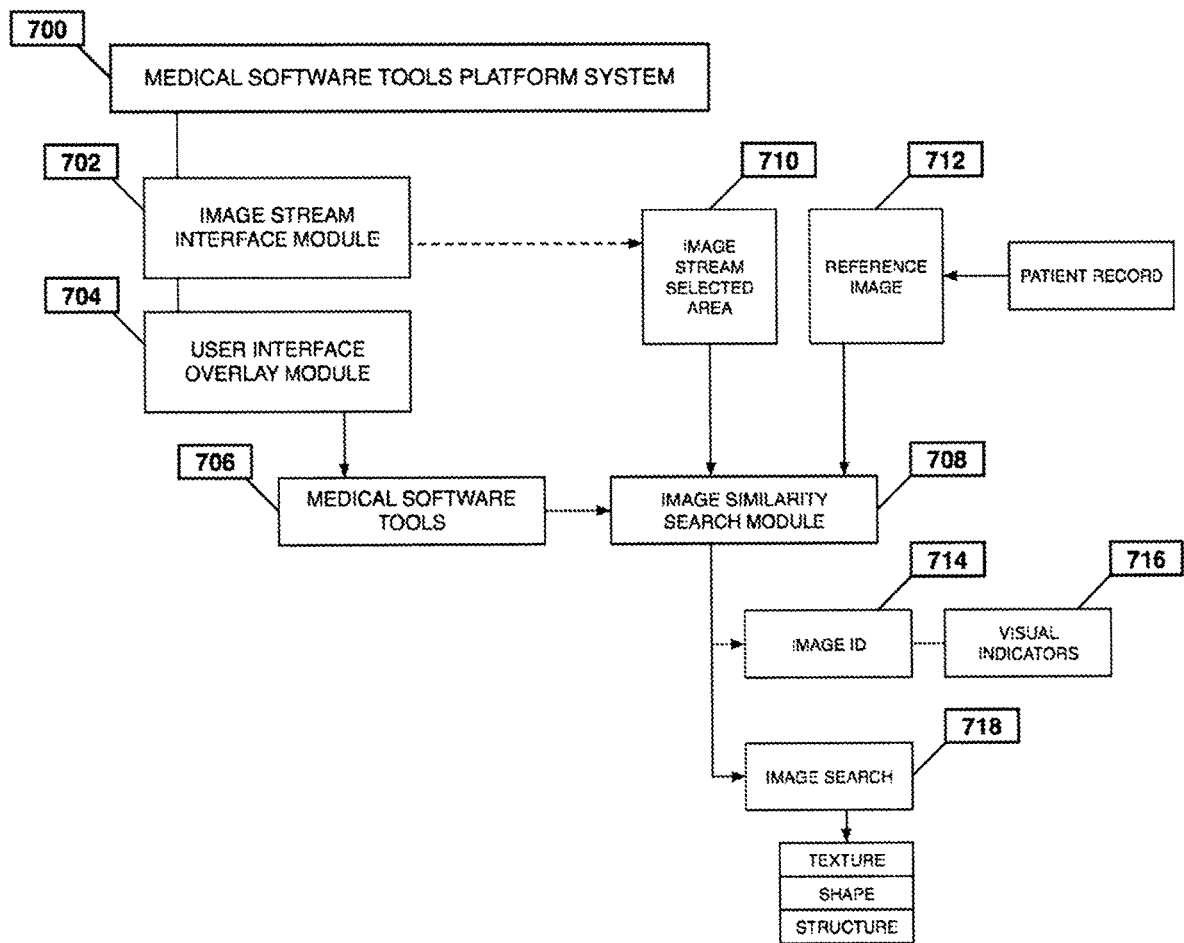 700
MEDICAL SOFTWARE TOOLS PLATFORM SYSTEM
702
IMAGE STREAM
INTERFACE MODULE
710
IMAGE
STREAM
SELECTED
AREA
712
REFERENCE
IMAGE
PATIENT RECORD
704
USER INTERFACE
OVERLAY MODULE
706
MEDICAL SOFTWARE
TOOLS
708
IMAGE SIMILARITY
SEARCH MODULE
714
IMAGE ID
716
VISUAL
INDICATORS
718
IMAGE SEARCH
TEXTURE
SHAPE
STRUCTURE